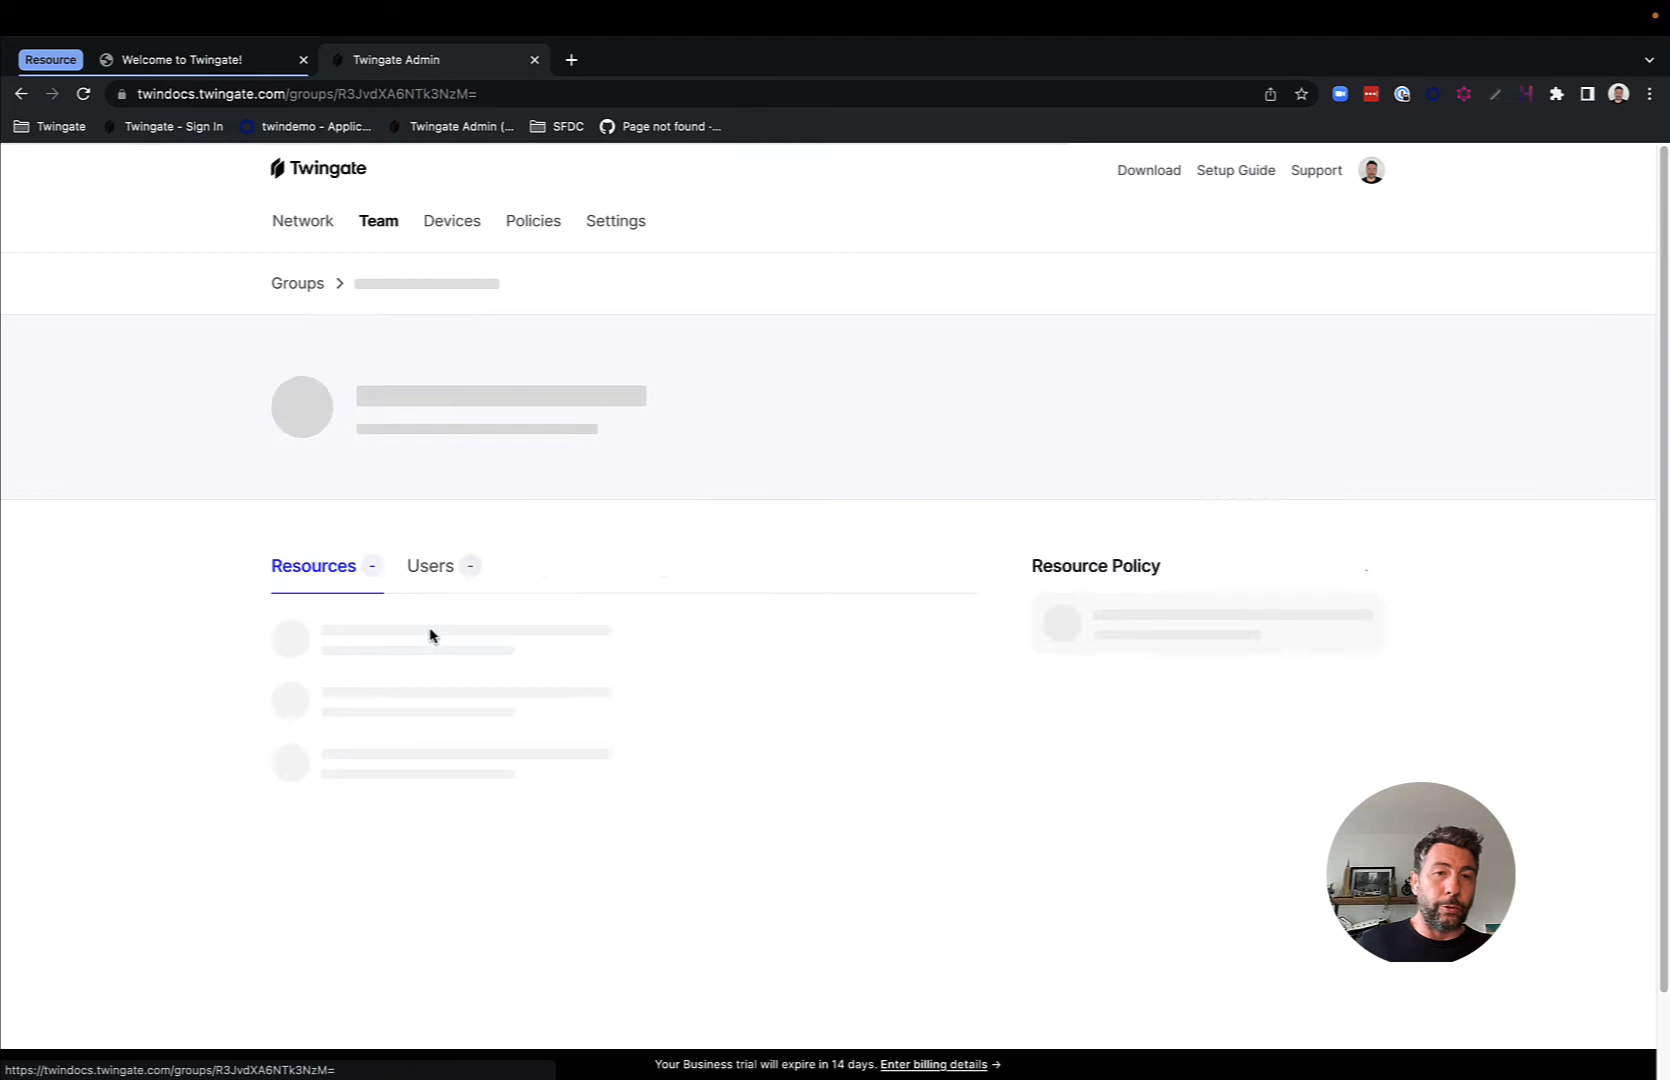 Resource
Welcome to Twingate!
Twingate Admin
twindocs.twingate.com/groups/R3JvdXA6NTk3NzM=
Twingate
Twingate - Sign In
twindemo - Applic...
Twingate Admin (...
SFDC
Page not found ·...
Twingate
Download
Setup Guide
Support
Network
Team
Devices
Policies
Settings
Groups
Resources -
Users -
Resource Policy
Your Business trial will expire in 14 days. Enter billing details →
https://twindocs.twingate.com/groups/R3JvdXA6NTk3NzM=